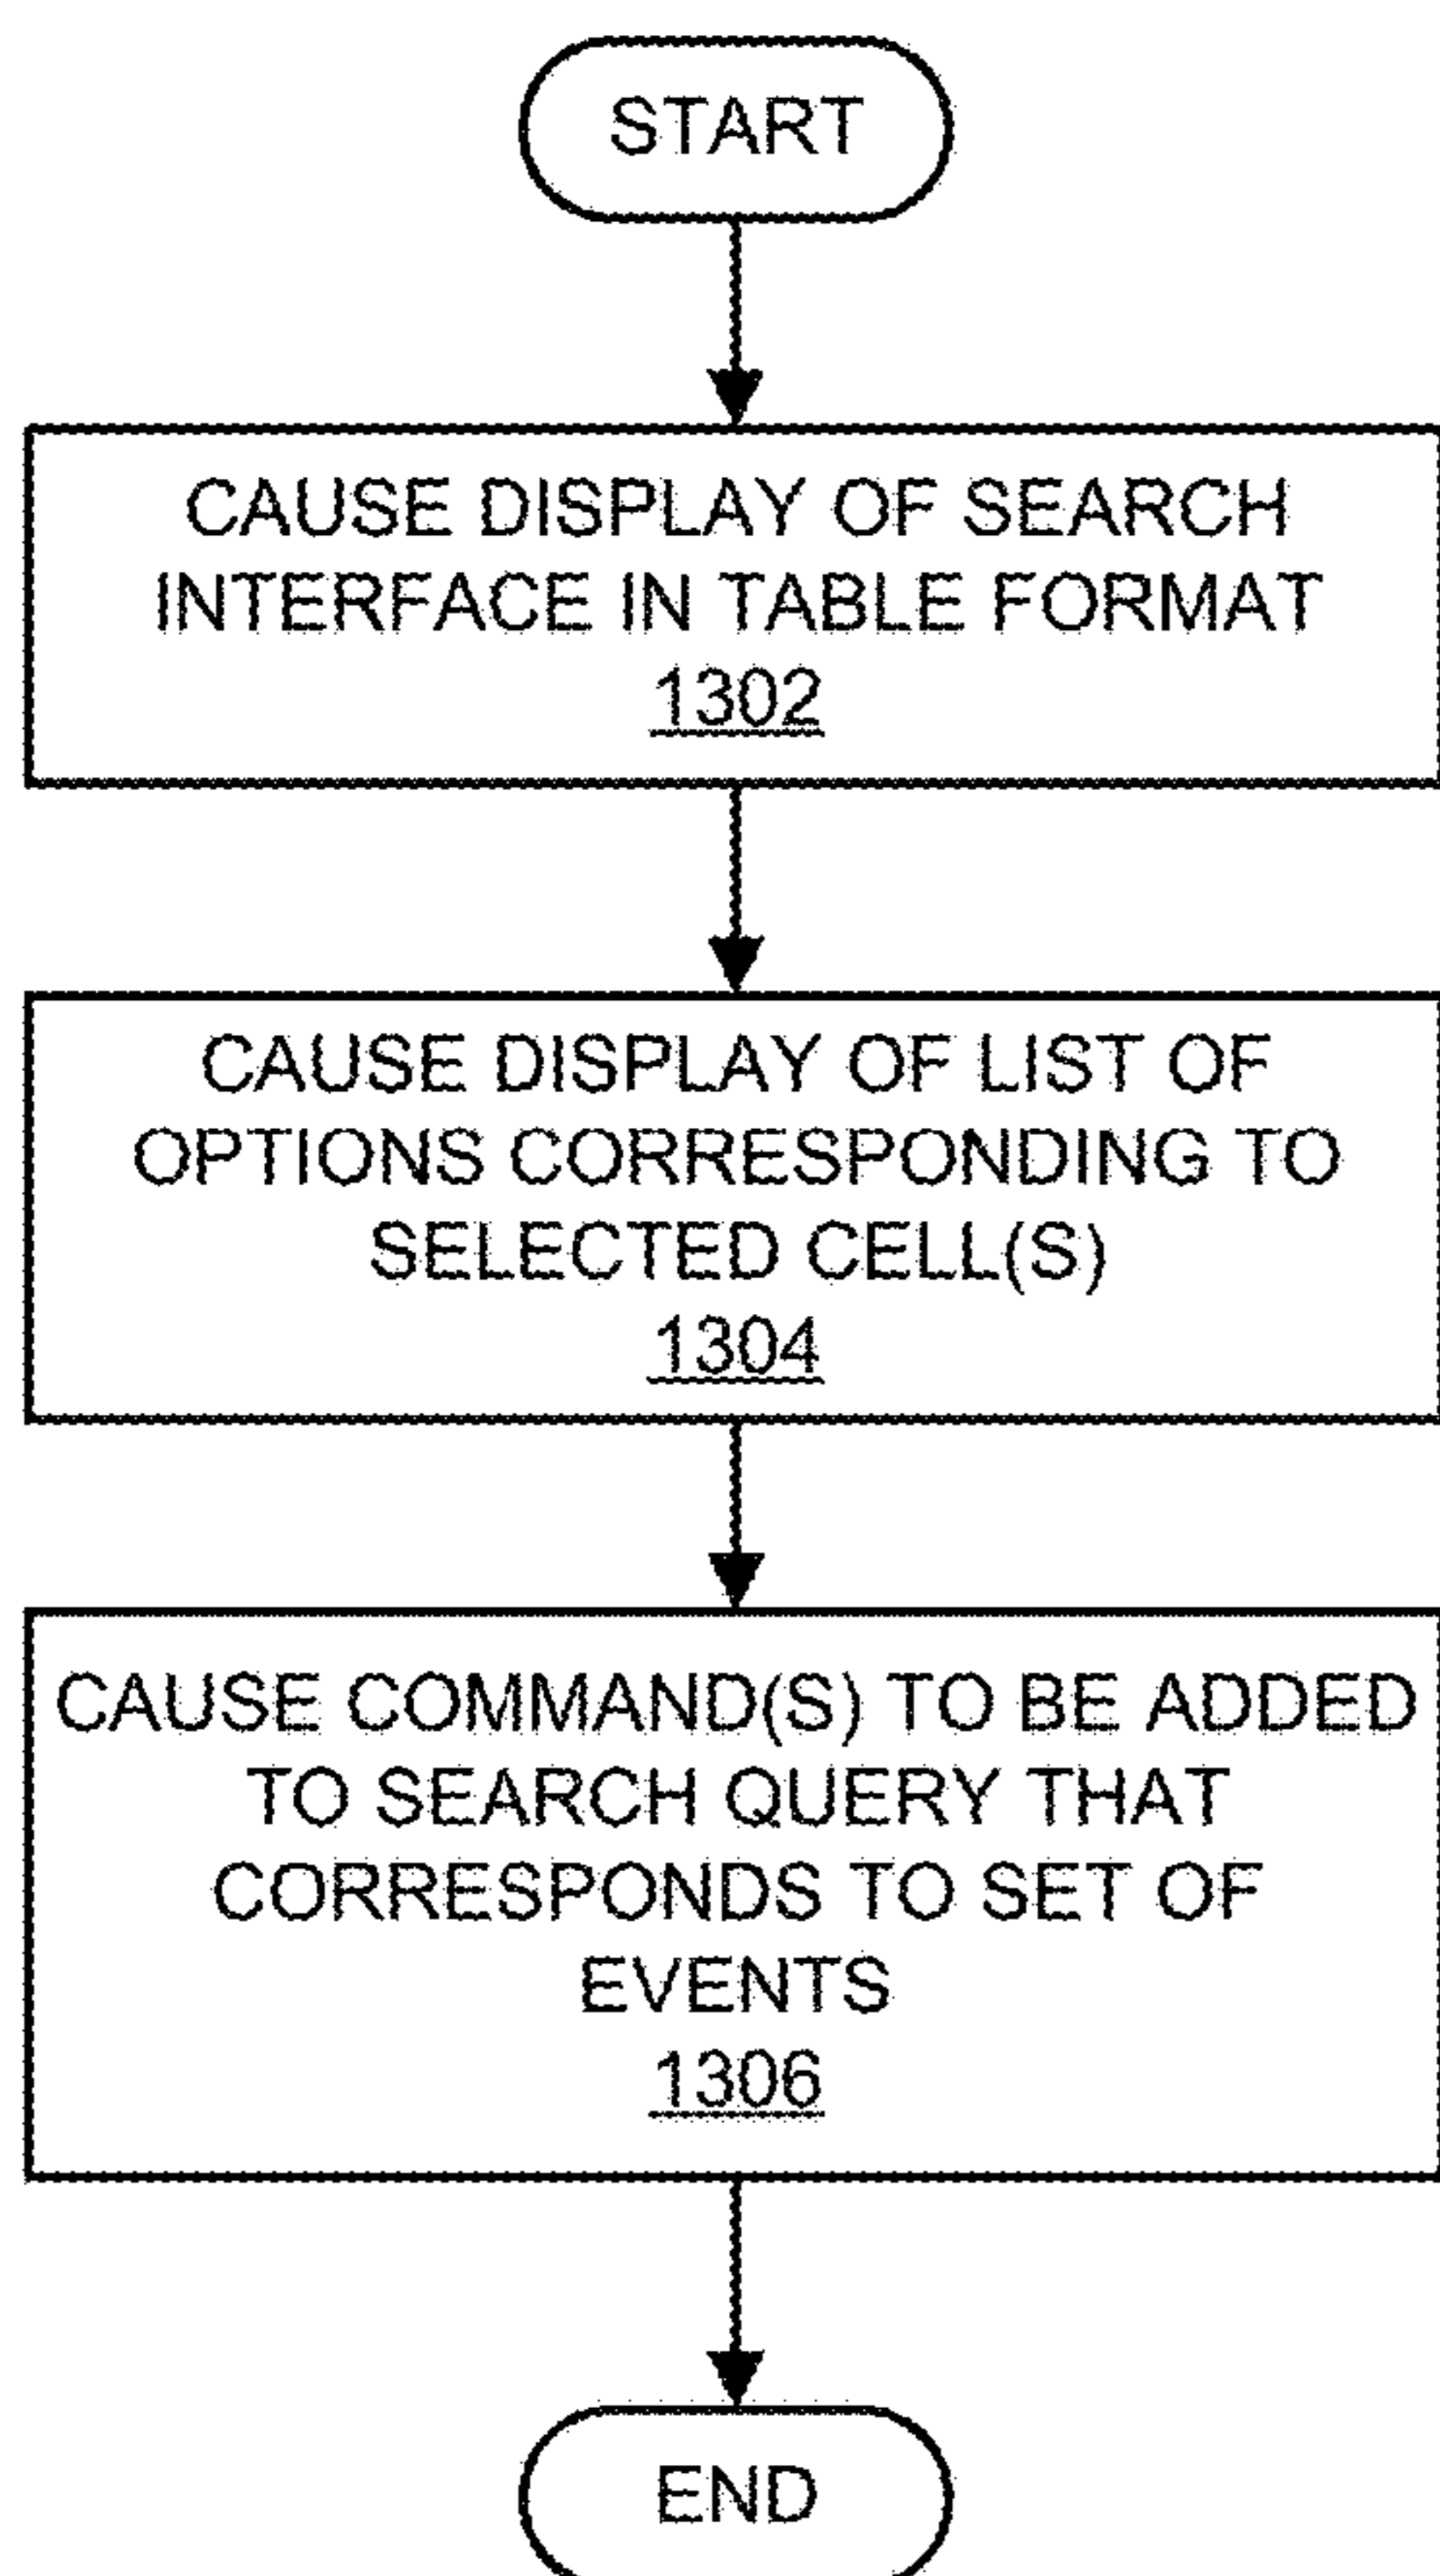 START
CAUSE DISPLAY OF SEARCH
INTERFACE IN TABLE FORMAT
1302
CAUSE DISPLAY OF LIST OF
OPTIONS CORRESPONDING TO
SELECTED CELL(S)
1304
CAUSE COMMAND(S) TO BE ADDED
TO SEARCH QUERY THAT
CORRESPONDS TO SET OF
EVENTS
1306
END